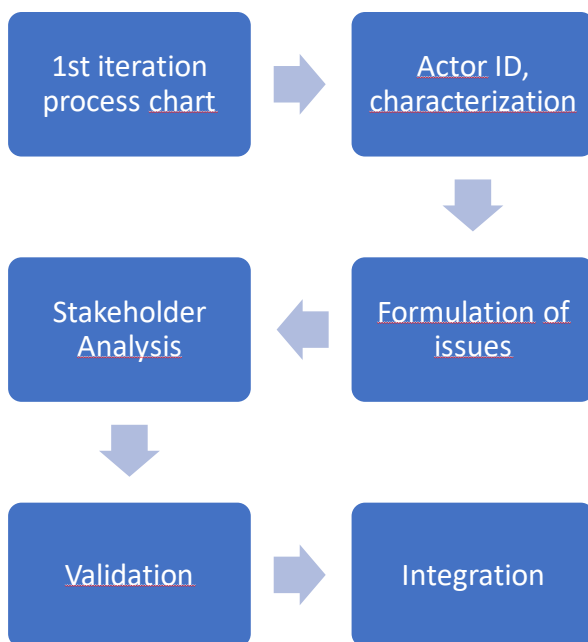 1st iteration
process chart
Actor ID,
characterization
Formulation of
issues
Stakeholder
Analysis
Validation
Integration